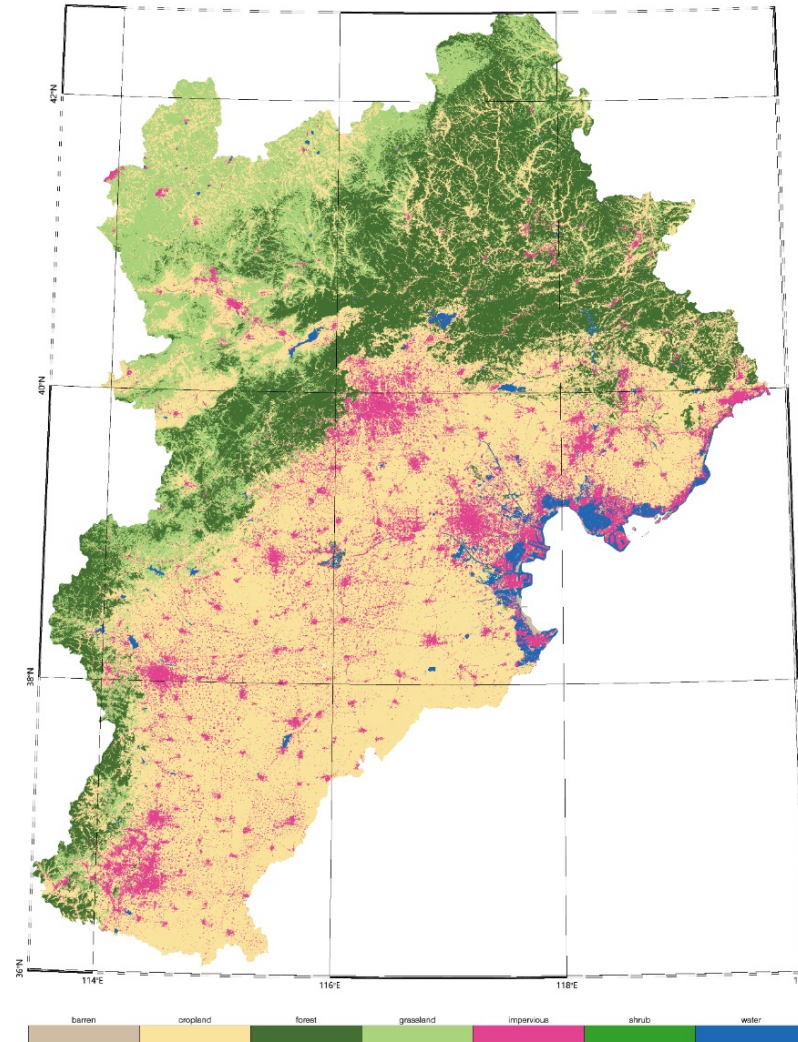 42°N
40°N
38°N
36°N
114°E
116°E
118°E
barren
cropland
forest
grassland
impervious
shrub
water